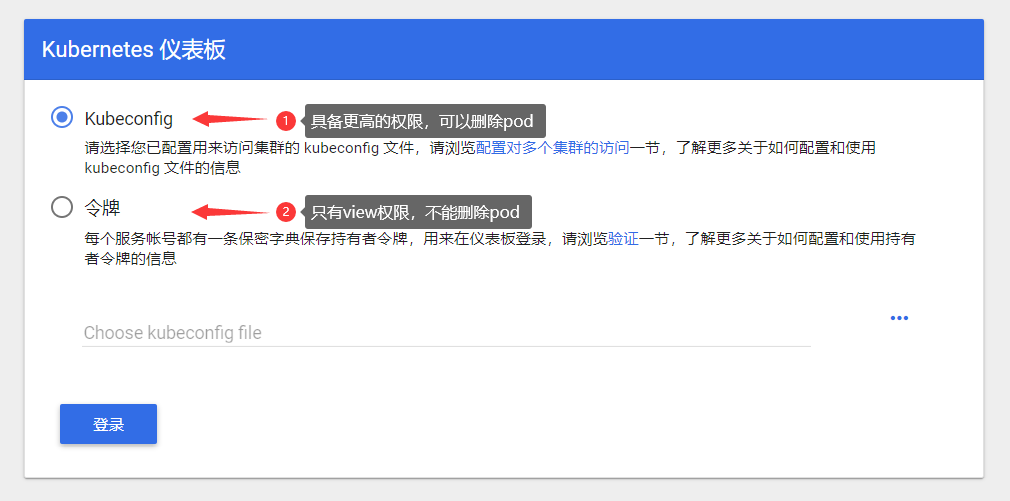 Kubernetes 仪表板
Kubeconfig
1
具备更高的权限，可以删除pod
请选择您已配置用来访问集群的 kubeconfig 文件，请浏览配置对多个集群的访问一节，了解更多关于如何配置和使用
kubeconfig 文件的信息
令牌
2
只有view权限，不能删除pod
每个服务帐号都有一条保密字典保存持有者令牌，用来在仪表板登录，请浏览验证一节，了解更多关于如何配置和使用持有
者令牌的信息
Choose kubeconfig file
登录